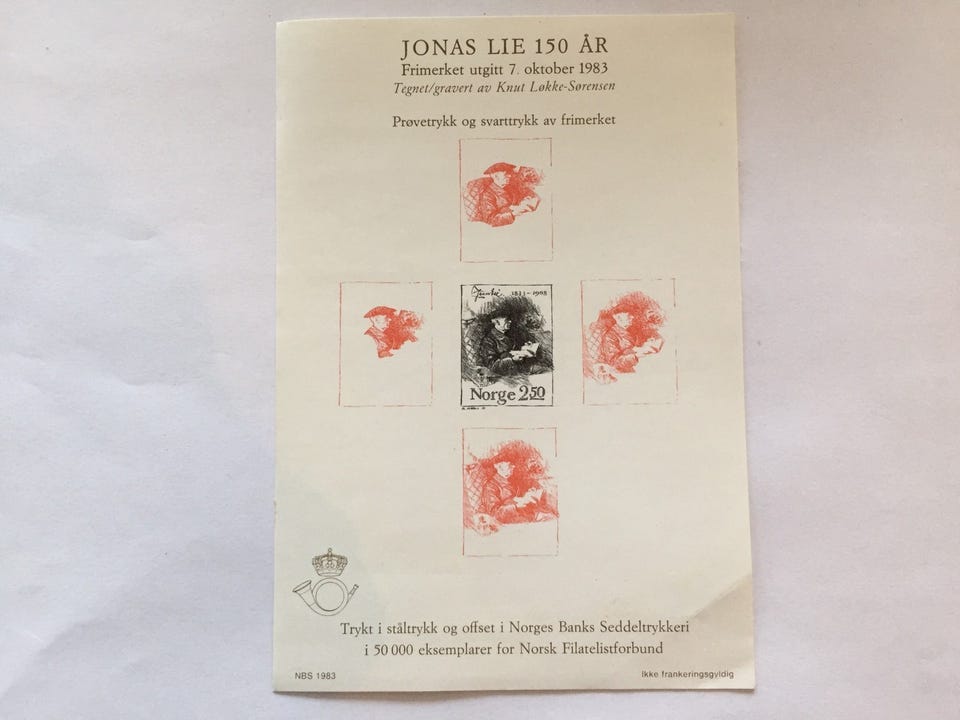 JONAS LIE 150 ÅR
Frimerket utgitt 7. oktober 1983
Tegnet/gravert av Knut Løkke-Sørensen
Prøvetrykk og svarttrykk av frimerket
1833-1908
Norge 2.50
Trykt i ståltrykk og offset i Norges Banks Seddeltrykkeri
i 50 000 eksemplarer for Norsk Filatelistforbund
NBS 1983
Ikke frankeringsgyldig